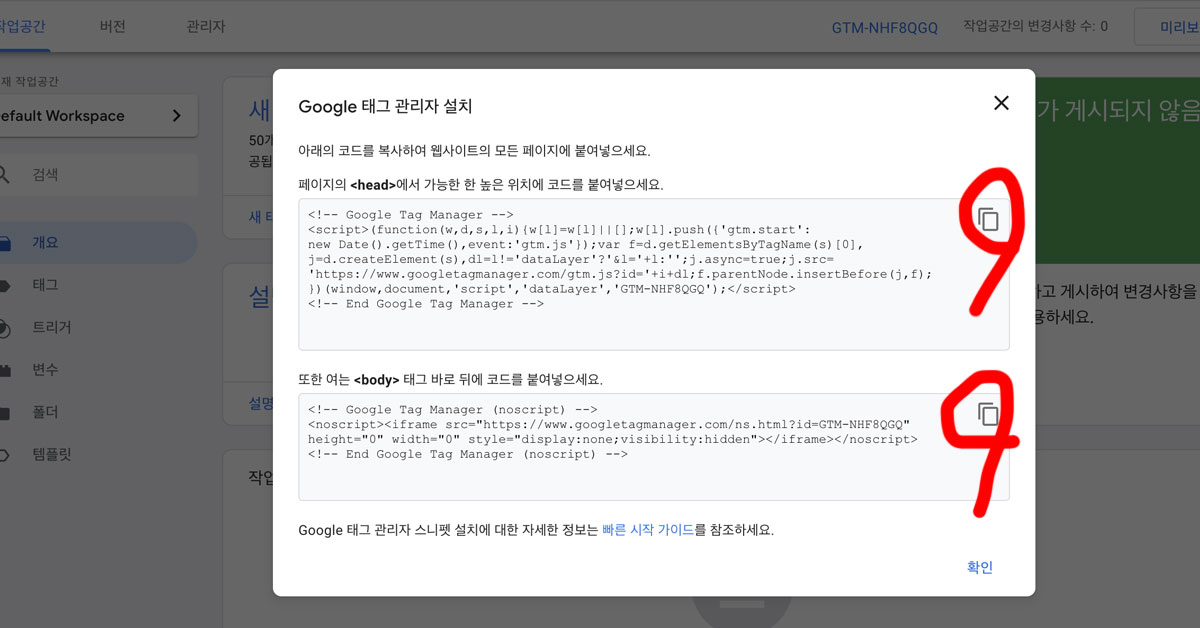 작업공간 버전 관리자 GTM-NHF8QGQ 작업공간의 변경사항 수: 0 미리보
재 작업공간
efault Workspace
검색
개요
태그
트리거
변수
폴더
템플릿
새
50개
공됩
새 태
설명
작업
가 게시되지 않음
하고 게시하여 변경사항을
용하세요.
Google 태그 관리자 설치
아래의 코드를 복사하여 웹사이트의 모든 페이지에 붙여넣으세요.
페이지의 <head>에서 가능한 한 높은 위치에 코드를 붙여넣으세요.
<!-- Google Tag Manager -->
<script>(function(w,d,s,l,i){w[l]=w[l]||[];w[l].push({'gtm.start':
new Date().getTime(),event:'gtm.js'});var f=d.getElementsByTagName(s)[0],
j=d.createElement(s),dl=l!='dataLayer'?'&l='+l:'';j.async=true;j.src=
'https://www.googletagmanager.com/gtm.js?id='+i+dl;f.parentNode.insertBefore(j,f);
})(window,document,'script','dataLayer','GTM-NHF8QGQ');</script>
<!-- End Google Tag Manager -->
또한 여는 <body> 태그 바로 뒤에 코드를 붙여넣으세요.
<!-- Google Tag Manager (noscript) -->
<noscript><iframe src="https://www.googletagmanager.com/ns.html?id=GTM-NHF8QGQ"
height="0" width="0" style="display:none;visibility:hidden"></iframe></noscript>
<!-- End Google Tag Manager (noscript) -->
Google 태그 관리자 스니펫 설치에 대한 자세한 정보는 빠른 시작 가이드를 참조하세요.
확인